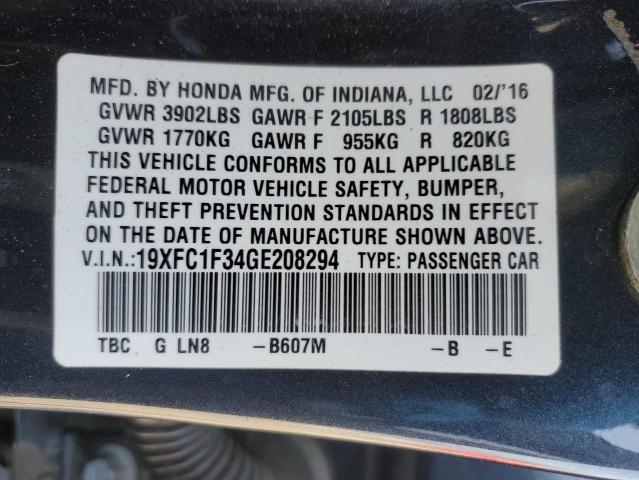 MFD. BY HONDA MFG. OF INDIANA, LLC 02/'16
GVWR 3902LBS GAWR F 2105LBS R 1808LBS
GVWR 1770KG GAWR F 955KG R 820KG
THIS VEHICLE CONFORMS TO ALL APPLICABLE
FEDERAL MOTOR VEHICLE SAFETY, BUMPER,
AND THEFT PREVENTION STANDARDS IN EFFECT
ON THE DATE OF MANUFACTURE SHOWN ABOVE.
V.I.N.:19XFC1F34GE208294 TYPE: PASSENGER CAR
TBC G LN8 -B607M -B -E